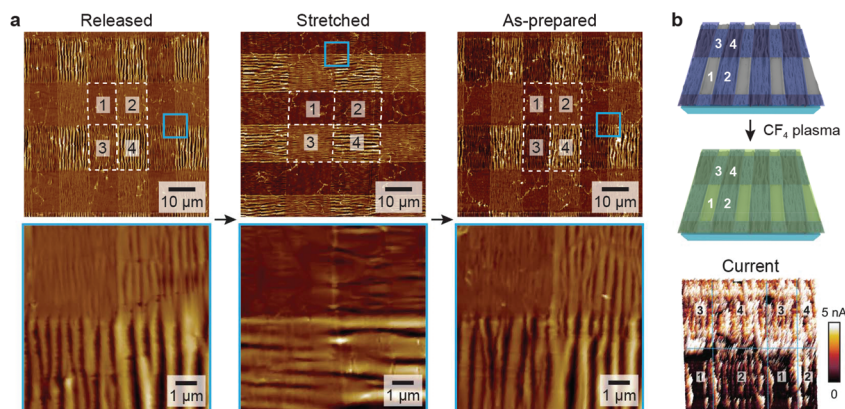 a
Released
Stretched
As-prepared
1 2
3 4
10 µm
1 2
3 4
10 µm
1 2
3 4
10 µm
1 µm
1 µm
1 µm
b
3 4
1 2
CF₄ plasma
3 4
1 2
Current
3 4 3 4
1 2 1 2
5 nA
0